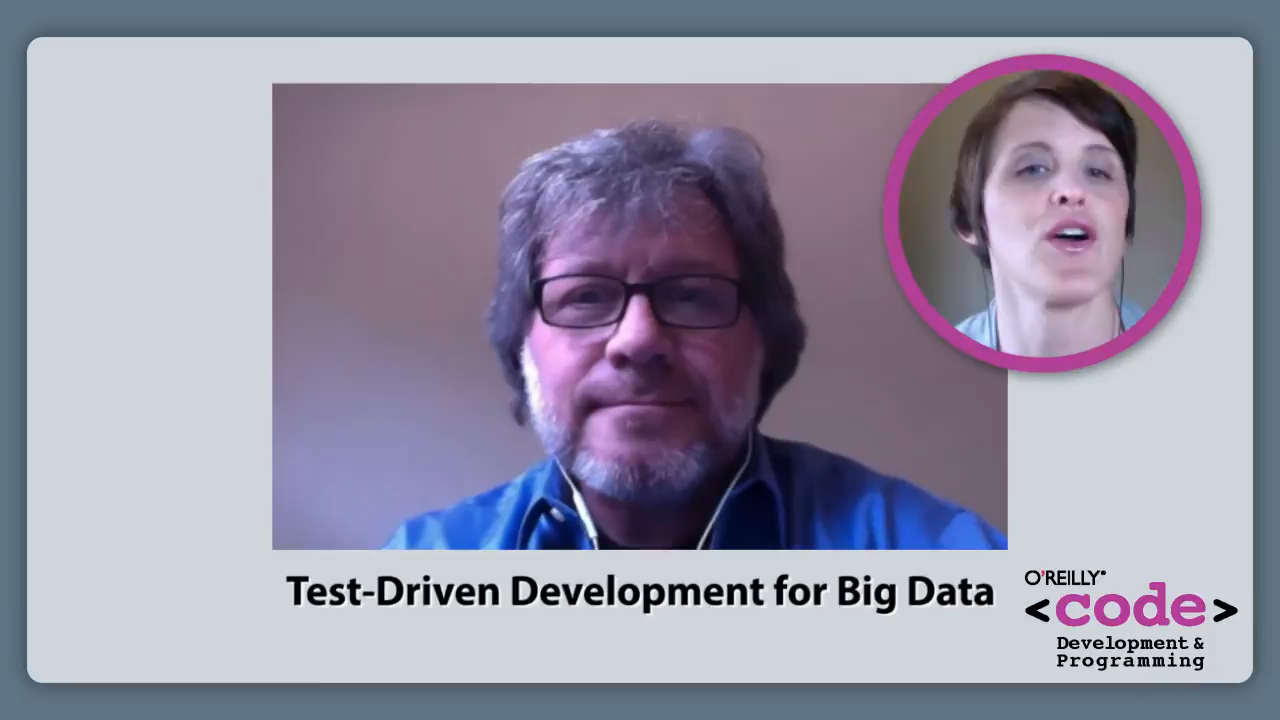 Test-Driven Development for Big Data
O'REILLY®
<code>
Development &
Programming